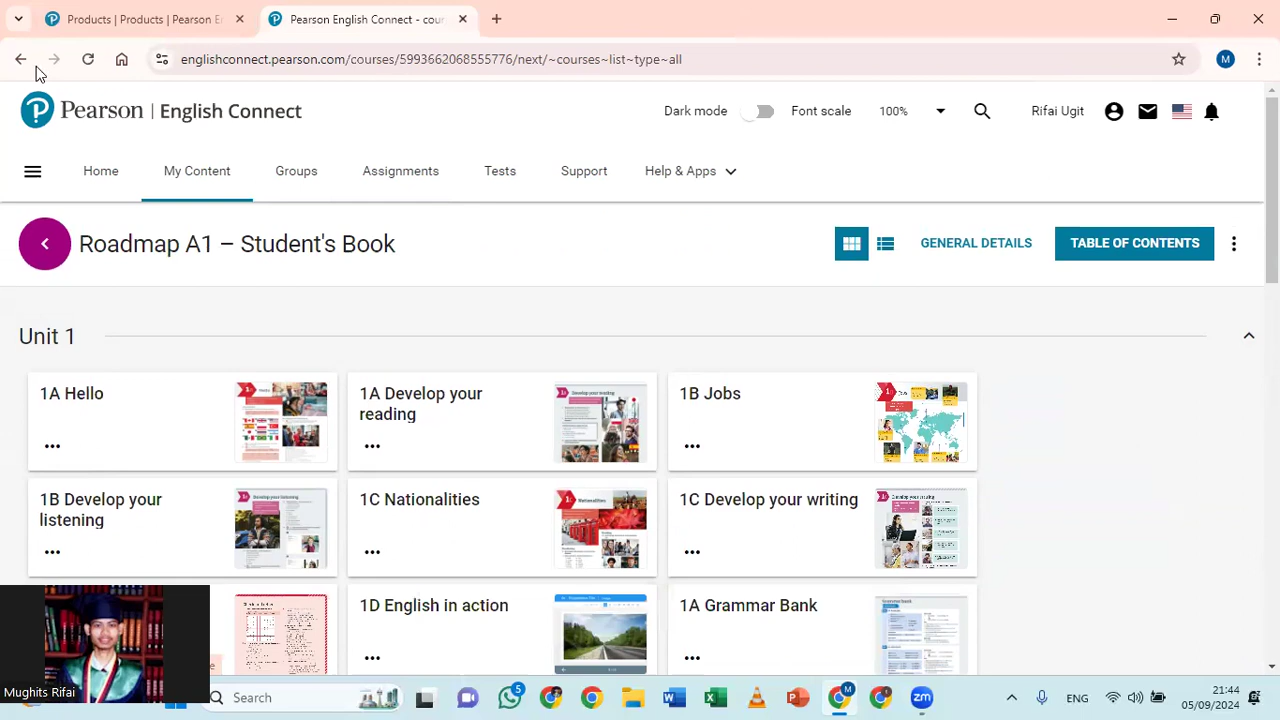 Products | Products | Pearson E
Pearson English Connect - cour
englishconnect.pearson.com/courses/5993662068555776/next/~courses~list~type~all
M
Pearson | English Connect
Dark mode
Font scale
100%
Rifai Ugit
Home
My Content
Groups
Assignments
Tests
Support
Help & Apps
Roadmap A1 – Student's Book
GENERAL DETAILS
TABLE OF CONTENTS
Unit 1
1A Hello
1A Develop your
reading
1B Jobs
1B Develop your
listening
1C Nationalities
1C Develop your writing
1D English in action
1A Grammar Bank
Mughits Rifai
Search
5
M
zm
ENG
21:44
05/09/2024